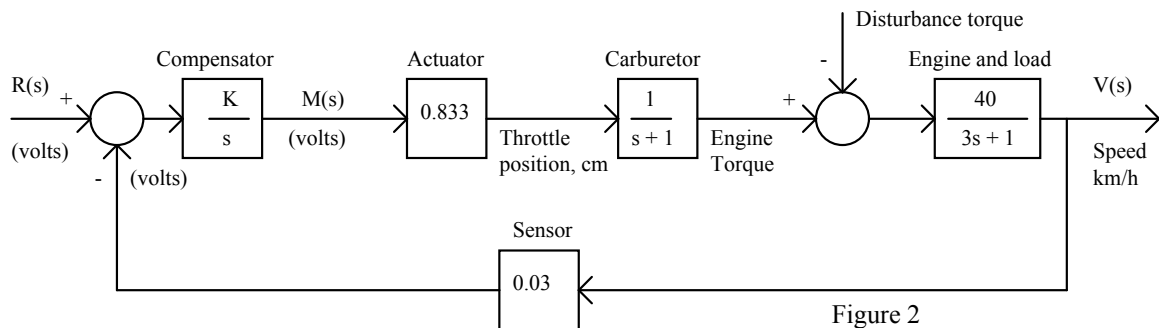 Disturbance torque
Compensator
Actuator
Carburetor
-
Engine and load
R(s)
+
K
s
M(s)
0.833
1
s + 1
+
40
3s + 1
V(s)
(volts)
(volts)
Throttle
position, cm
Engine
Torque
Speed
km/h
-
(volts)
Sensor
0.03
Figure 2